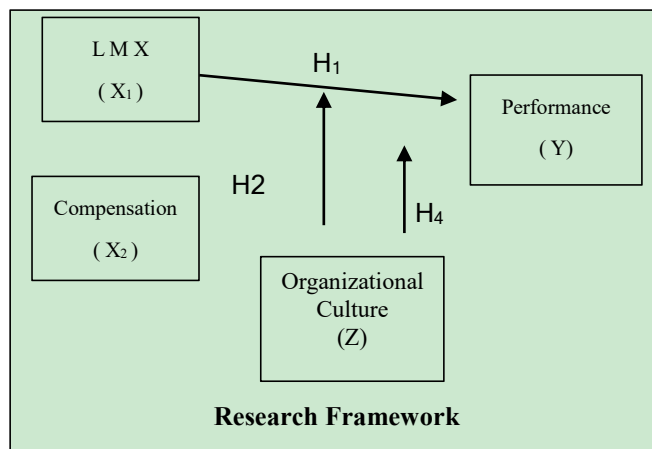 L M X
( X₁ )
H₁
Performance
( Y)
Compensation
( X₂ )
H2
H₄
Organizational
Culture
(Z)
Research Framework